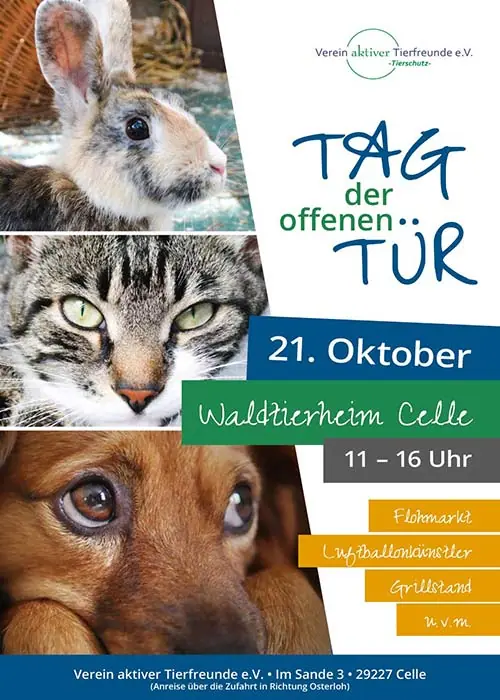 Verein aktiver Tierfreunde e.V.
-Tierschutz-
TAG
der
offenen
TÜR
21. Oktober
Waldtierheim Celle
11 – 16 Uhr
Flohmarkt
Luftballonkünstler
Grillstand
u.v.m.
Verein aktiver Tierfreunde e.V. • Im Sande 3 • 29227 Celle
(Anreise über die Zufahrt in Richtung Osterloh)